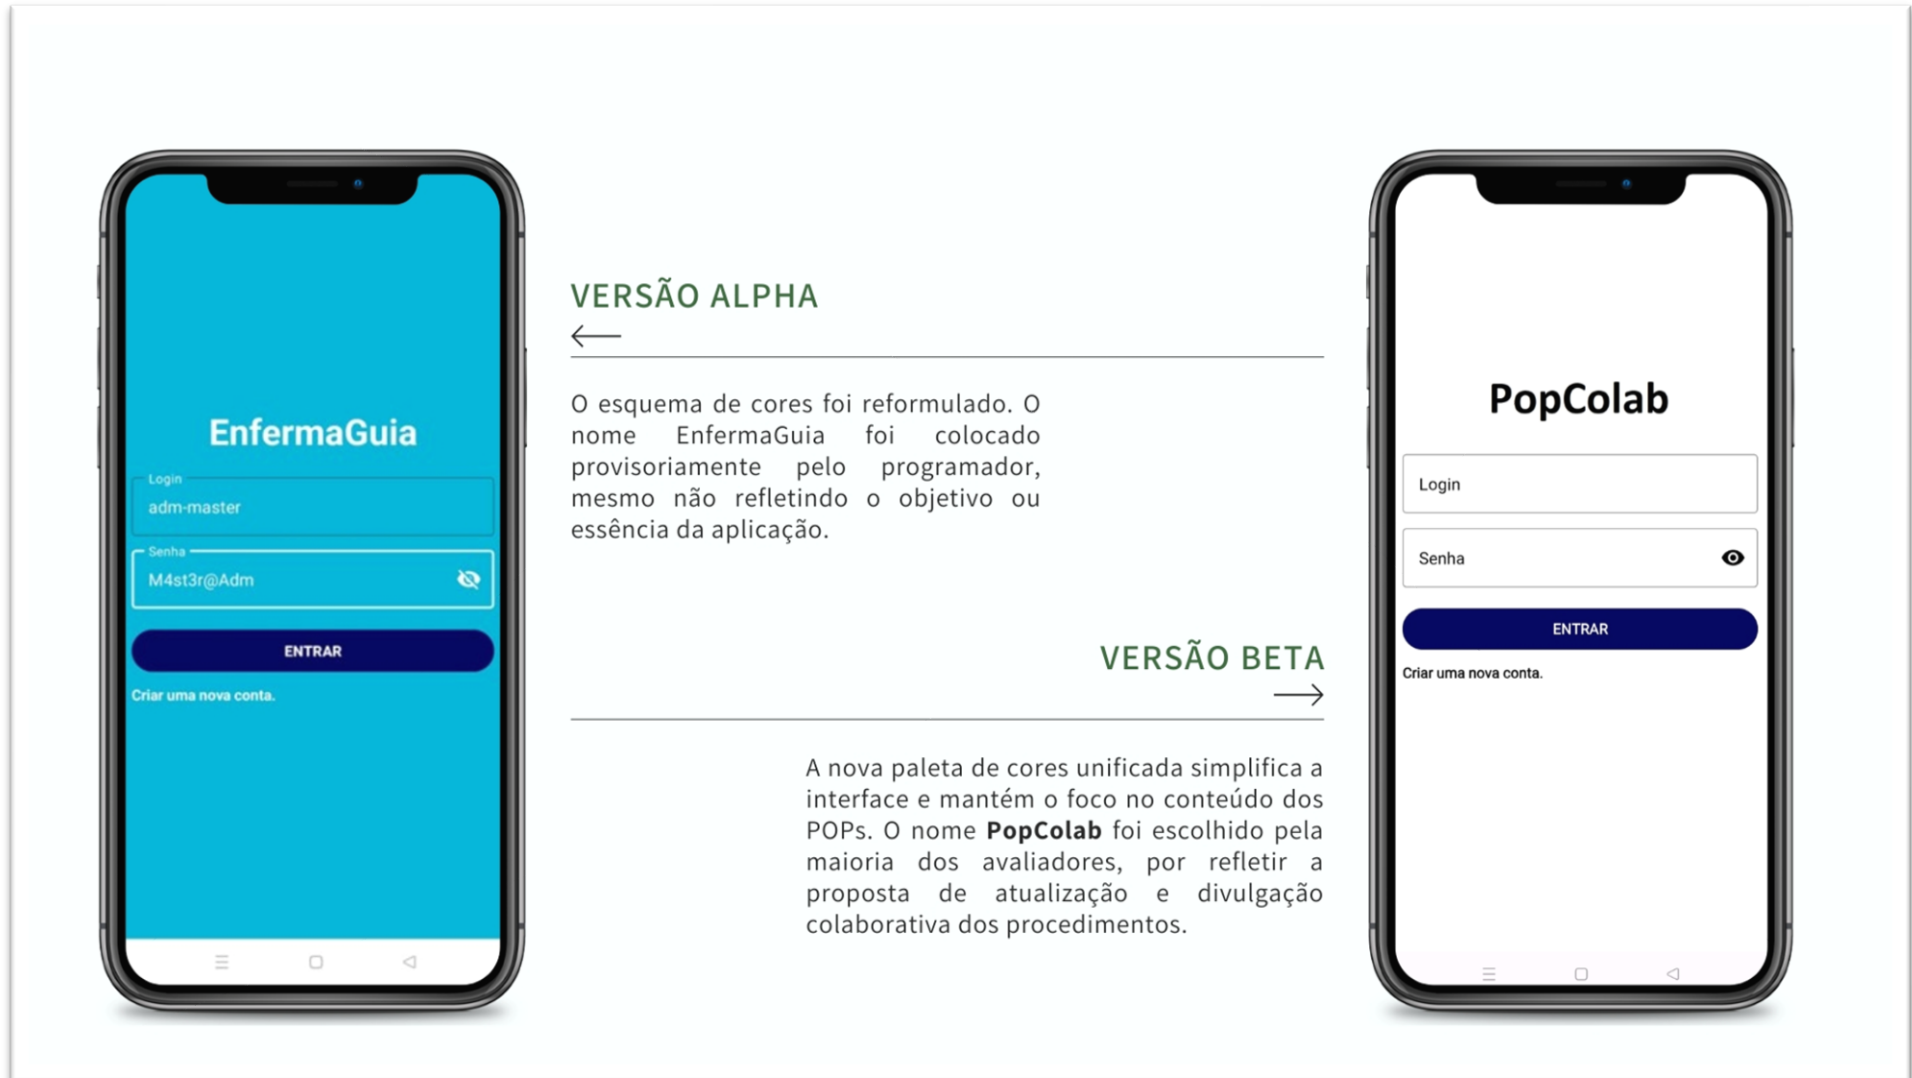 EnfermaGuia
Login
adm-master
Senha
M4st3r@Adm
ENTRAR
Criar uma nova conta.
VERSÃO ALPHA
O esquema de cores foi reformulado. O
nome EnfermaGuia foi colocado
provisoriamente pelo programador,
mesmo não refletindo o objetivo ou
essência da aplicação.
VERSÃO BETA
A nova paleta de cores unificada simplifica a
interface e mantém o foco no conteúdo dos
POPs. O nome PopColab foi escolhido pela
maioria dos avaliadores, por refletir a
proposta de atualização e divulgação
colaborativa dos procedimentos.
PopColab
Login
Senha
ENTRAR
Criar uma nova conta.